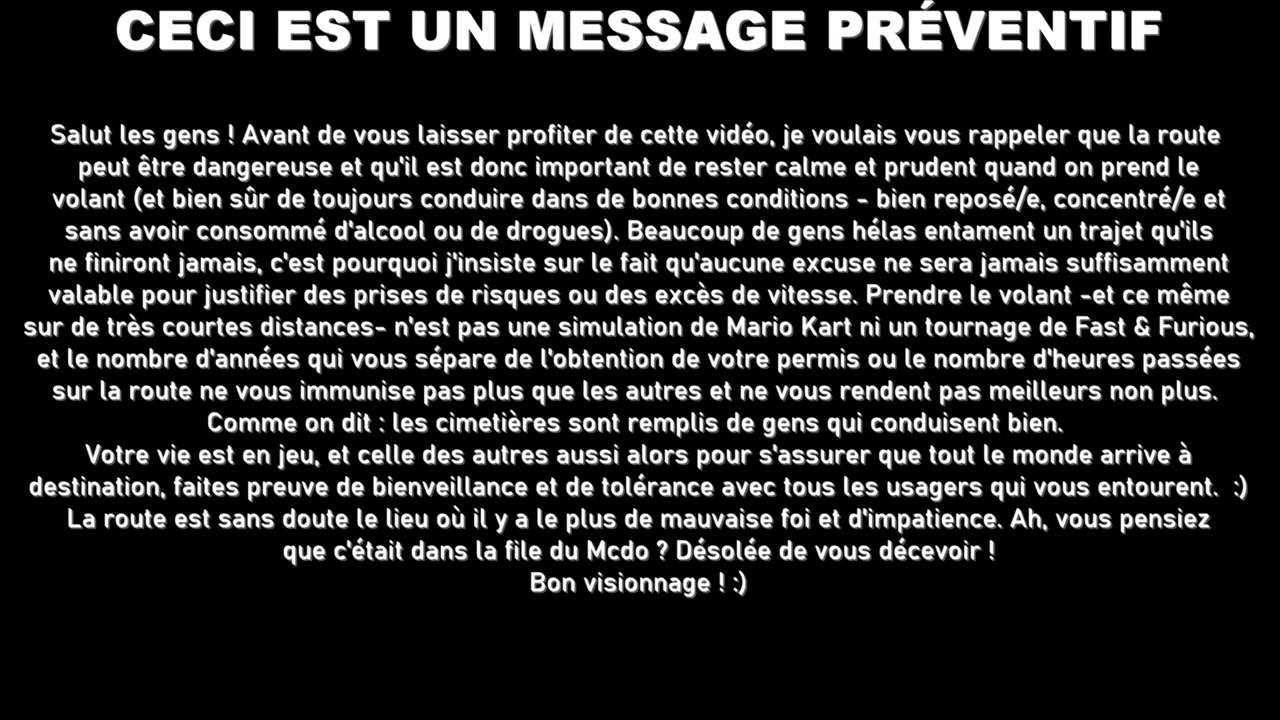 CECI EST UN MESSAGE PRÉVENTIF
Salut les gens ! Avant de vous laisser profiter de cette vidéo, je voulais vous rappeler que la route
peut être dangereuse et qu'il est donc important de rester calme et prudent quand on prend le
volant (et bien sûr de toujours conduire dans de bonnes conditions - bien reposé/e, concentré/e et
sans avoir consommé d'alcool ou de drogues). Beaucoup de gens hélas entament un trajet qu'ils
ne finiront jamais, c'est pourquoi j'insiste sur le fait qu'aucune excuse ne sera jamais suffisamment
valable pour justifier des prises de risques ou des excès de vitesse. Prendre le volant -et ce même
sur de très courtes distances- n'est pas une simulation de Mario Kart ni un tournage de Fast & Furious,
et le nombre d'années qui vous sépare de l'obtention de votre permis ou le nombre d'heures passées
sur la route ne vous immunise pas plus que les autres et ne vous rendent pas meilleurs non plus.
Comme on dit : les cimetières sont remplis de gens qui conduisent bien.
Votre vie est en jeu, et celle des autres aussi alors pour s'assurer que tout le monde arrive à
destination, faites preuve de bienveillance et de tolérance avec tous les usagers qui vous entourent. :)
La route est sans doute le lieu où il y a le plus de mauvaise foi et d'impatience. Ah, vous pensiez
que c'était dans la file du Mcdo ? Désolée de vous décevoir !
Bon visionnage ! :)